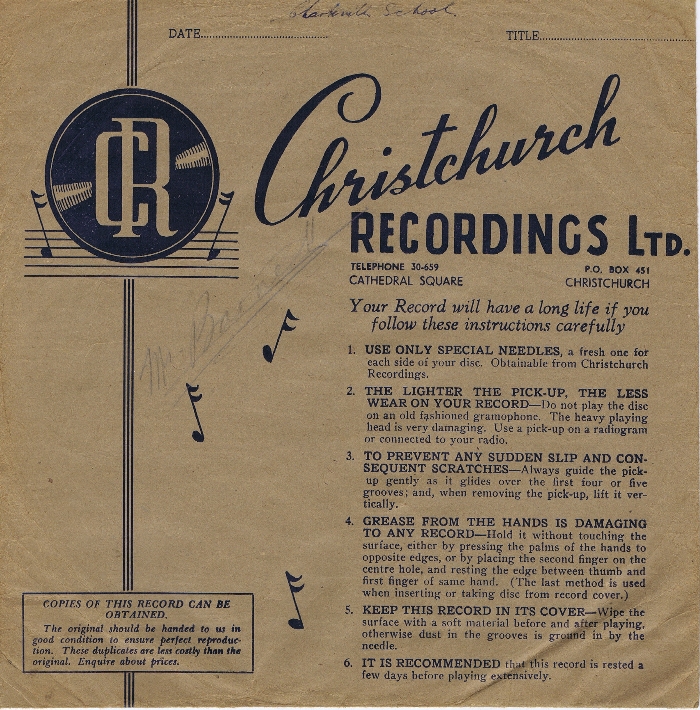 School
DATE
TITLE
CR
Christchurch
RECORDINGS LTD.
TELEPHONE 30-659
CATHEDRAL SQUARE
P.O. BOX 451
CHRISTCHURCH
Your Record will have a long life if you
follow these instructions carefully
1. USE ONLY SPECIAL NEEDLES, a fresh one for
each side of your disc. Obtainable from Christchurch
Recordings.
2. THE LIGHTER THE PICK-UP, THE LESS
WEAR ON YOUR RECORD—Do not play the disc
on an old fashioned gramophone. The heavy playing
head is very damaging. Use a pick-up on a radiogram
or connected to your radio.
3. TO PREVENT ANY SUDDEN SLIP AND CON-
SEQUENT SCRATCHES—Always guide the pick-
up gently as it glides over the first four or five
grooves; and, when removing the pick-up, lift it ver-
tically.
4. GREASE FROM THE HANDS IS DAMAGING
TO ANY RECORD—Hold it without touching the
surface, either by pressing the palms of the hands to
opposite edges, or by placing the second finger on the
centre hole, and resting the edge between thumb and
first finger of same hand. (The last method is used
when inserting or taking disc from record cover.)
5. KEEP THIS RECORD IN ITS COVER—Wipe the
surface with a soft material before and after playing,
otherwise dust in the grooves is ground in by the
needle.
6. IT IS RECOMMENDED that this record is rested a
few days before playing extensively.
Mr
COPIES OF THIS RECORD CAN BE
OBTAINED.
The original should be handed to us in
good condition to ensure perfect reproduc-
tion. These duplicates are less costly than the
original. Enquire about prices.